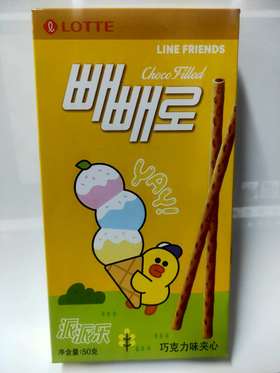 LOTTE
LINE FRIENDS
Choco Filled
빼빼로
YAY!
派派乐
净含量:50克
巧克力味夹心